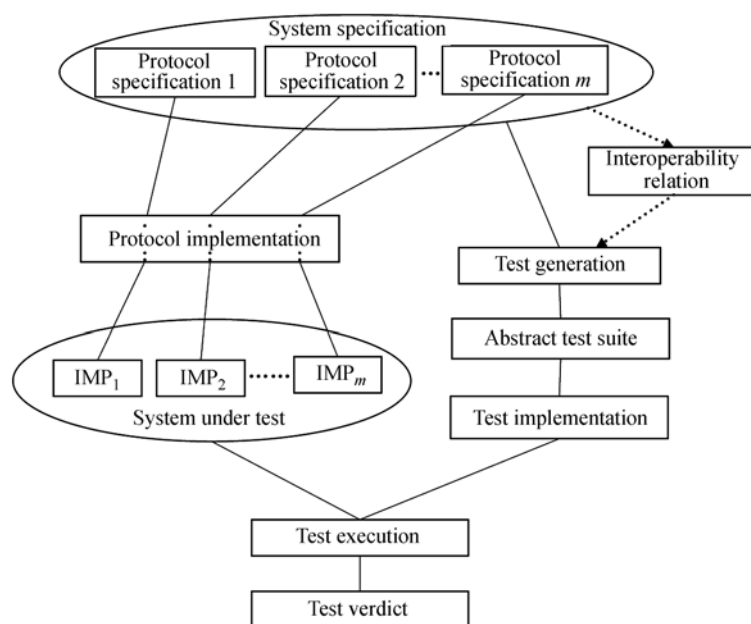 System specification
Protocol
specification 1
Protocol
specification 2
...
Protocol
specification m
Interoperability
relation
Protocol implementation
Test generation
Abstract test suite
IMP1
IMP2
......
IMPm
System under test
Test implementation
Test execution
Test verdict